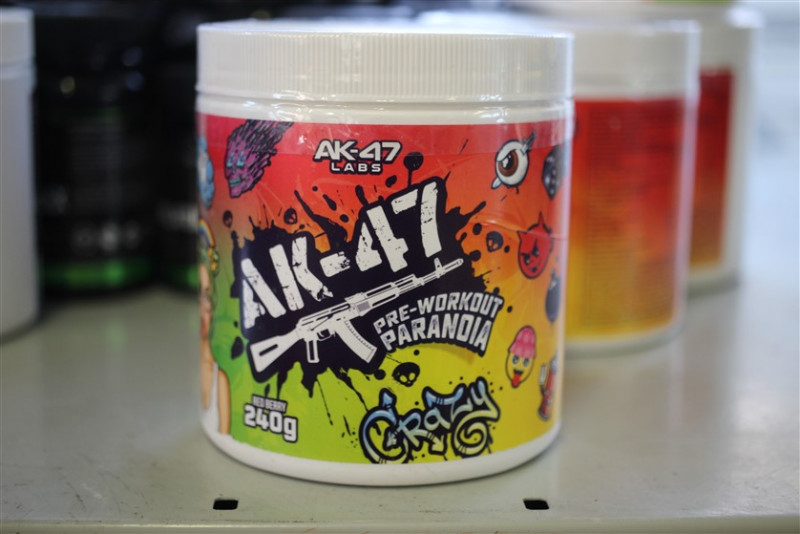 AK-47
LABS
AK-47
PRE-WORKOUT
PARANOIA
RED BERRY
240g
Crazy